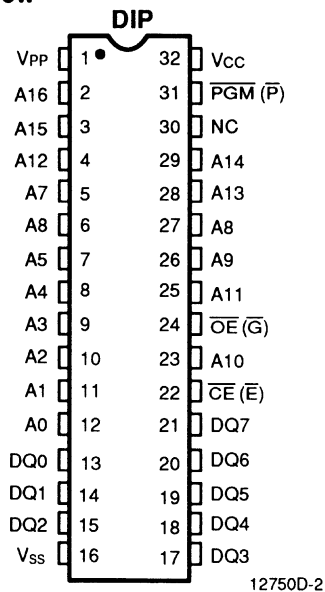 DIP
VPP 1 32 VCC
A16 2 31 P̅G̅M̅ (P̅)
A15 3 30 NC
A12 4 29 A14
A7 5 28 A13
A8 6 27 A8
A5 7 26 A9
A4 8 25 A11
A3 9 24 O̅E̅ (G̅)
A2 10 23 A10
A1 11 22 C̅E̅ (E̅)
A0 12 21 DQ7
DQ0 13 20 DQ6
DQ1 14 19 DQ5
DQ2 15 18 DQ4
VSS 16 17 DQ3
12750D-2